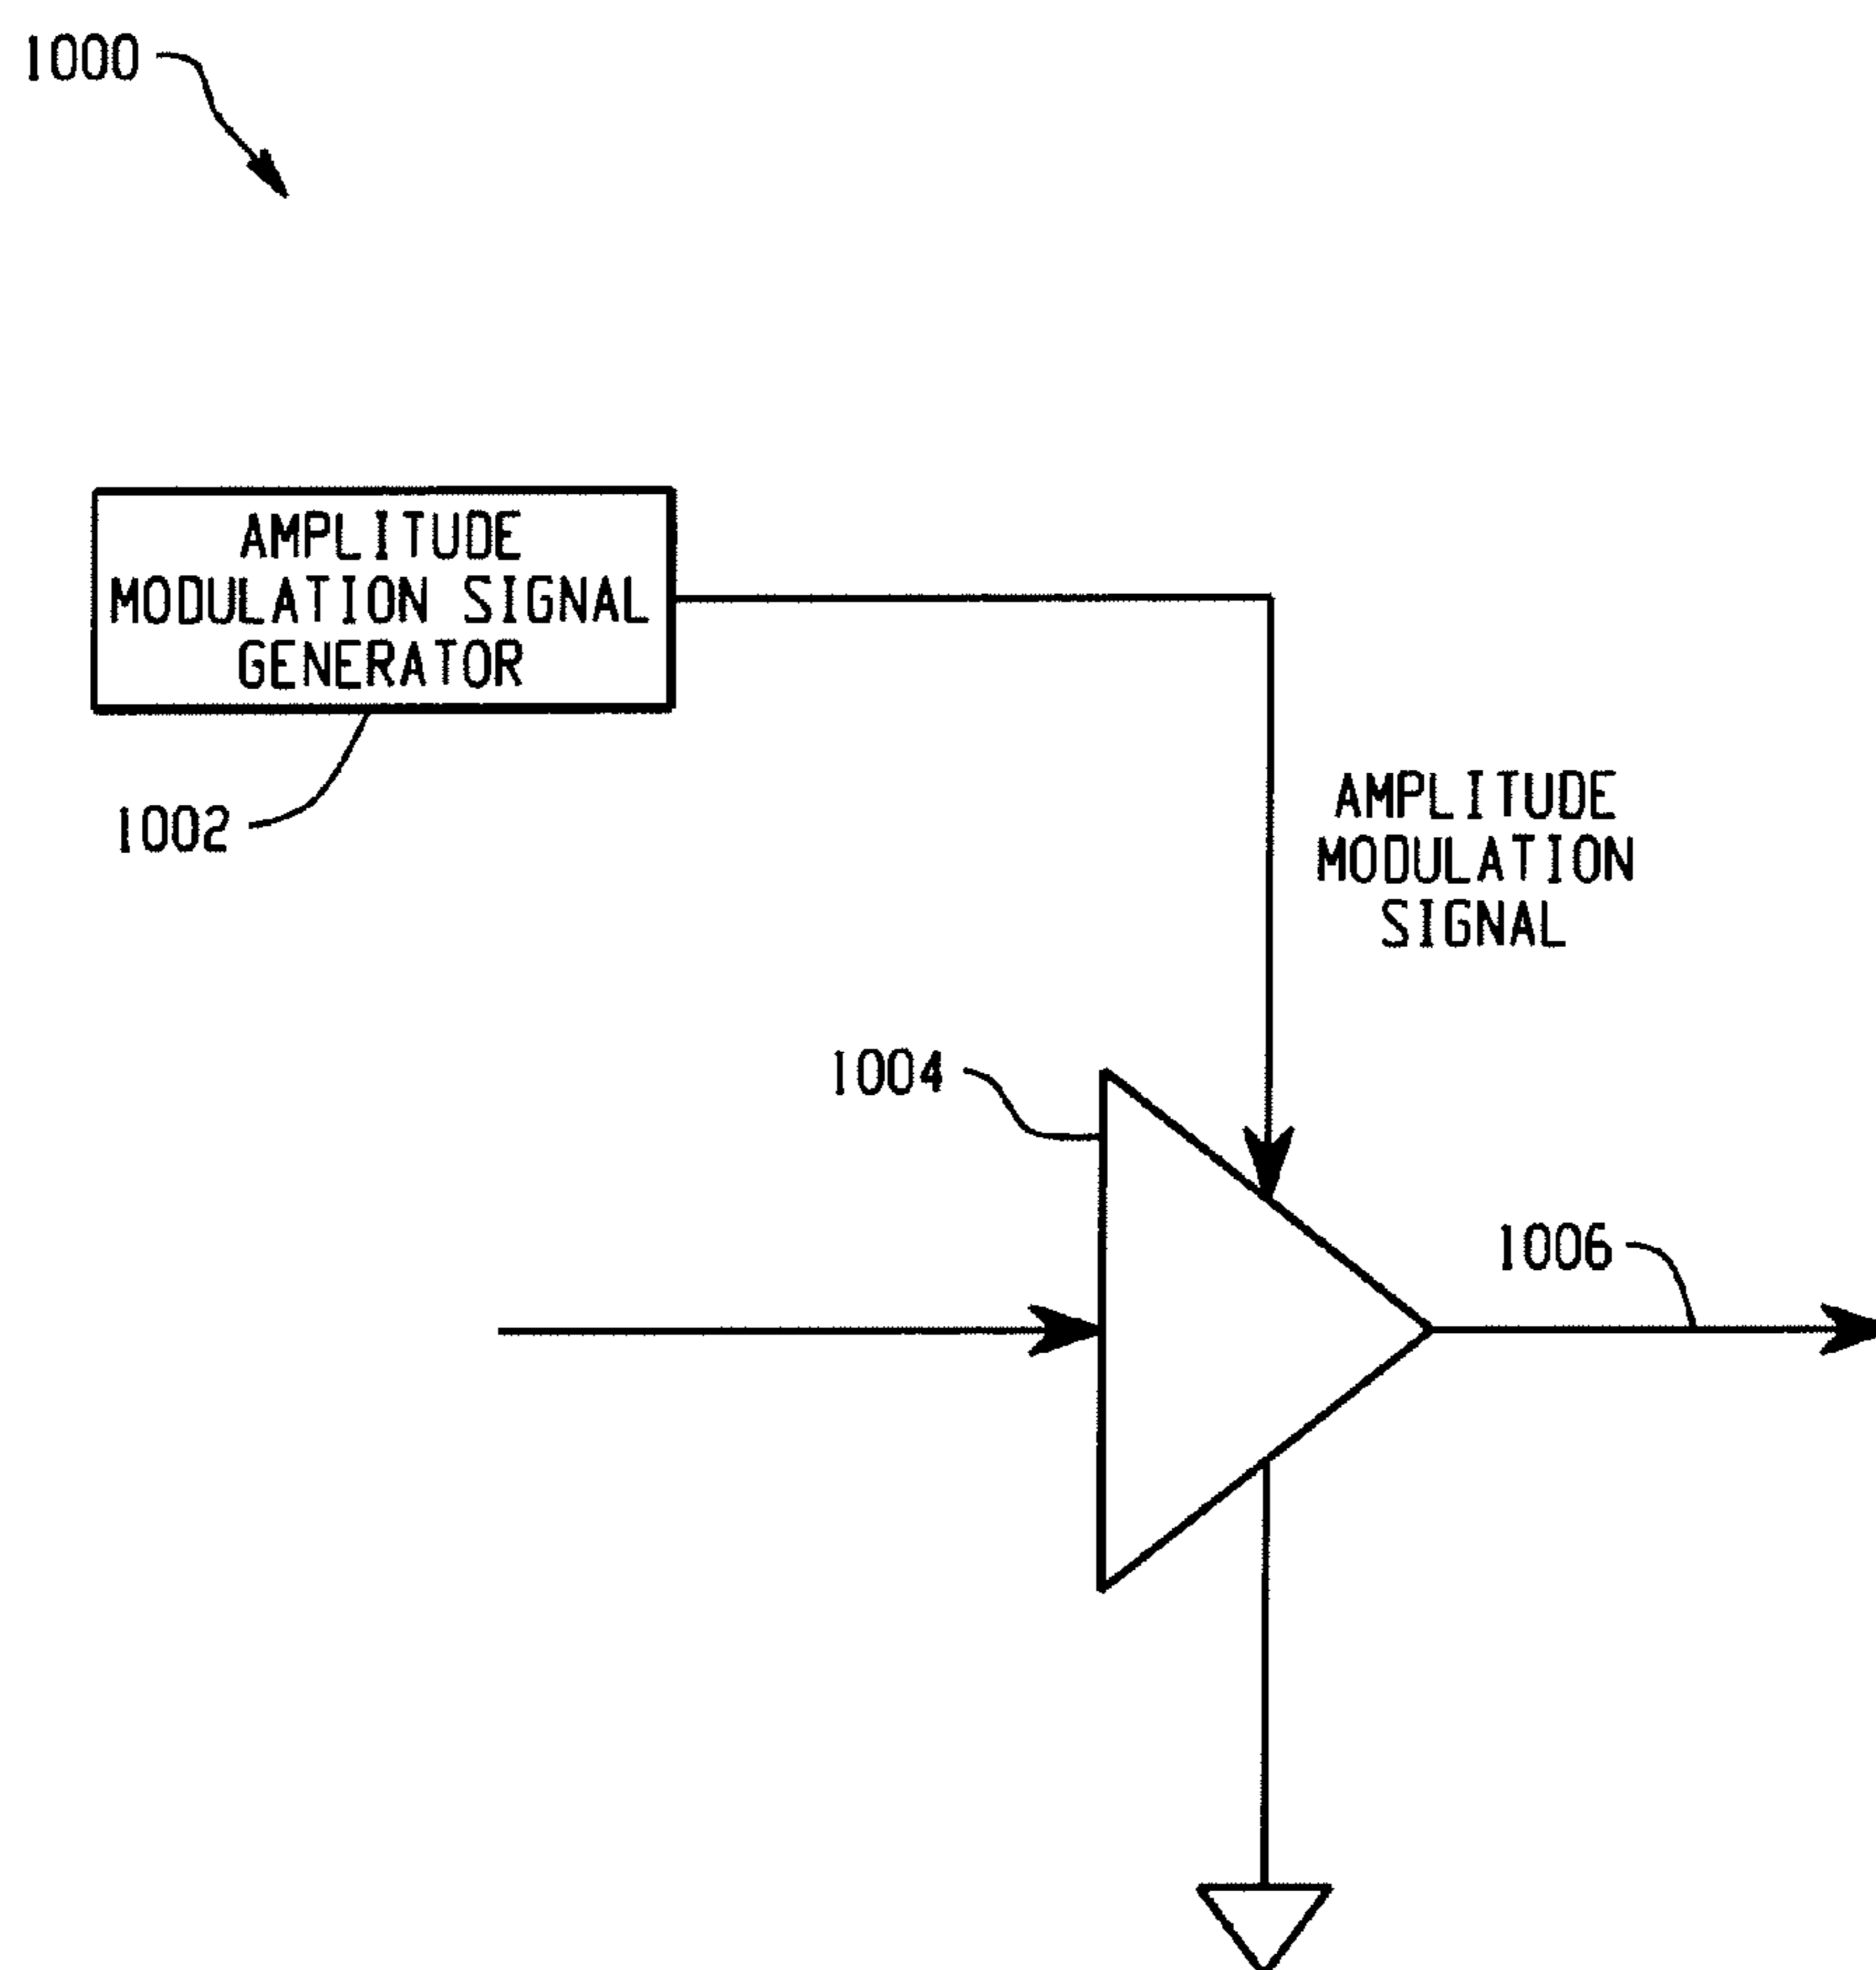 1000
AMPLITUDE
MODULATION SIGNAL
GENERATOR
1002
AMPLITUDE
MODULATION
SIGNAL
1004
1006